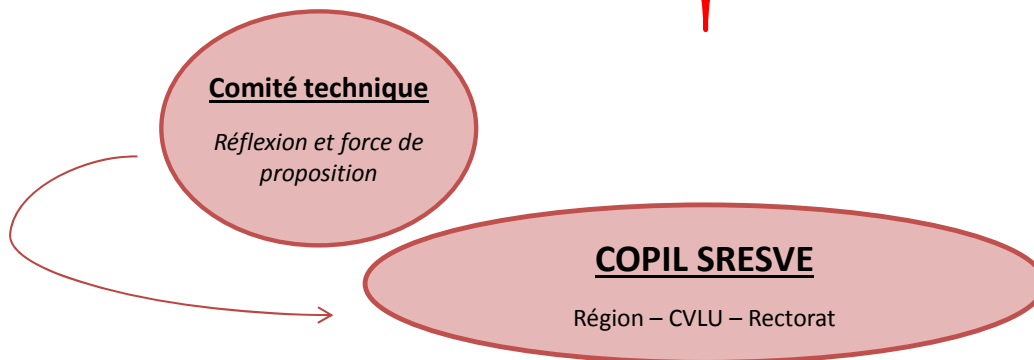 Comité technique
Réflexion et force de
proposition
COPIL SRESVE
Région – CVLU – Rectorat